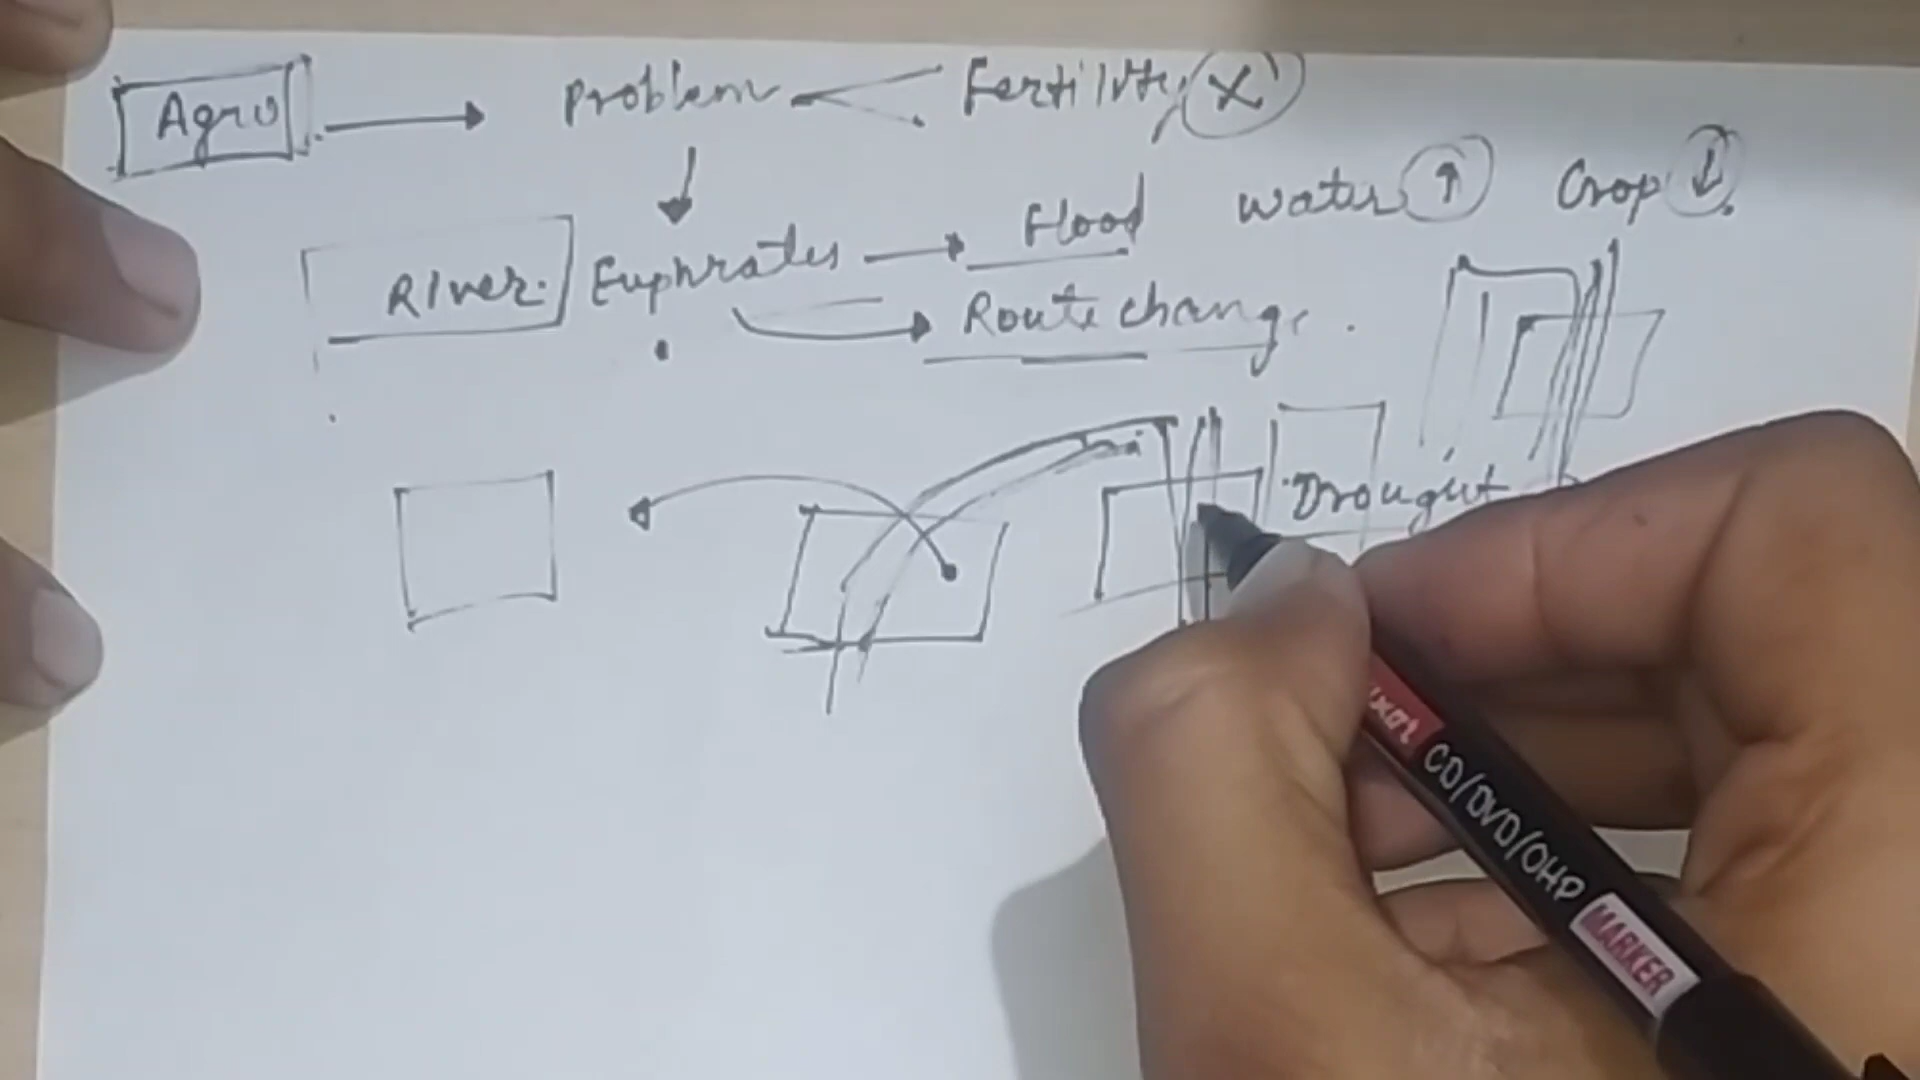 Agro → Problem Fertility X
Water ↑ Crop ↓
River. Euphrates → Flood
→ Route change.
Drought
CD/DVD/OHP
MARKER